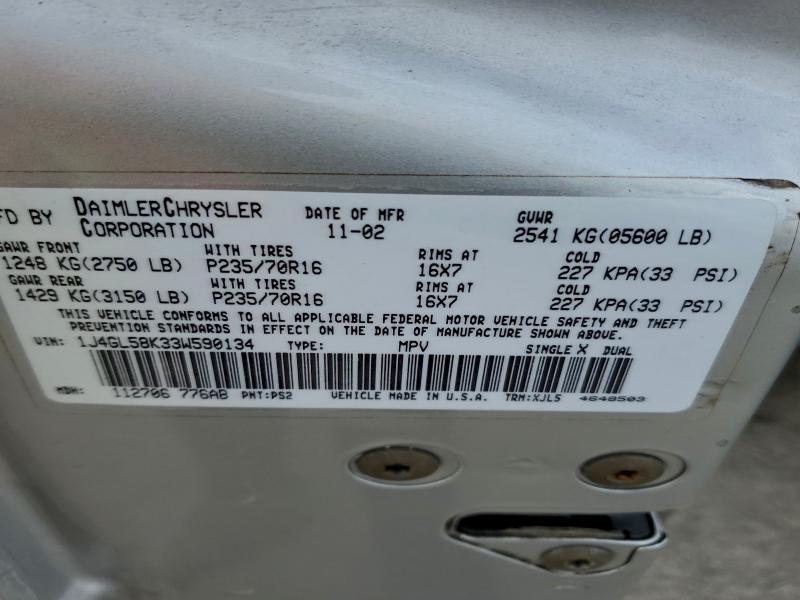 FD BY DAIMLERCHRYSLER CORPORATION DATE OF MFR 11-02 GVWR 2541 KG(05600 LB)
GAWR FRONT WITH TIRES RIMS AT COLD
1248 KG(2750 LB) P235/70R16 16X7 227 KPA(33 PSI)
GAWR REAR WITH TIRES RIMS AT COLD
1429 KG(3150 LB) P235/70R16 16X7 227 KPA(33 PSI)
THIS VEHICLE CONFORMS TO ALL APPLICABLE FEDERAL MOTOR VEHICLE SAFETY AND THEFT
PREVENTION STANDARDS IN EFFECT ON THE DATE OF MANUFACTURE SHOWN ABOVE.
VIN: 1J4GL58K33W590134 TYPE: MPV SINGLE X DUAL
MDH: 112706 776AB PNT:PS2 VEHICLE MADE IN U.S.A. TRM:XJL5 4648503